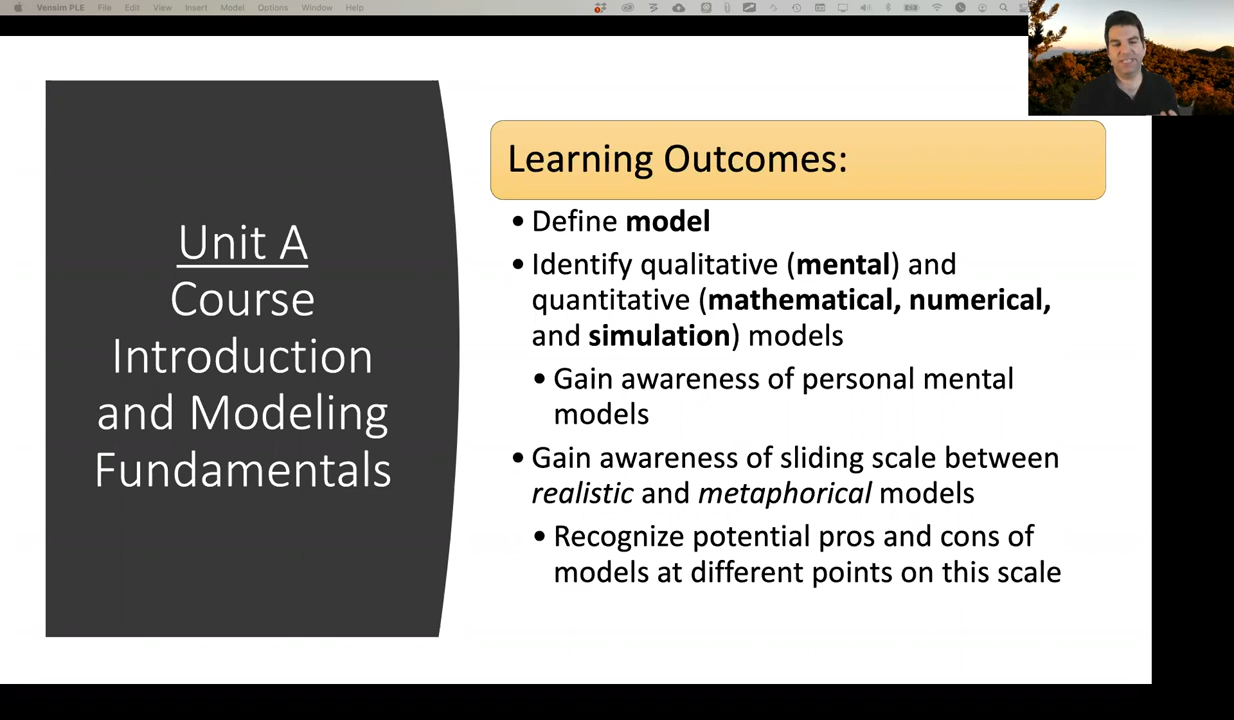 Vensim PLE File Edit View Insert Model Options Window Help
Unit A
Course
Introduction
and Modeling
Fundamentals
Learning Outcomes:
• Define model
• Identify qualitative (mental) and
quantitative (mathematical, numerical,
and simulation) models
• Gain awareness of personal mental
models
• Gain awareness of sliding scale between
realistic and metaphorical models
• Recognize potential pros and cons of
models at different points on this scale